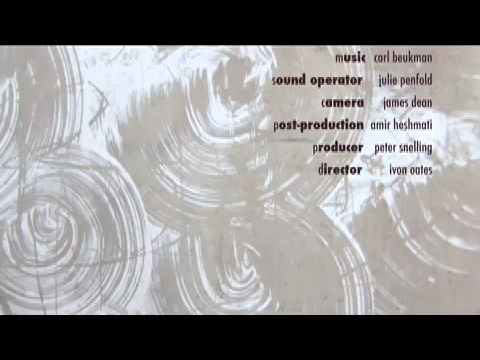 music carl beukman
sound operator julie penfold
camera james dean
post-production amir heshmati
producer peter snelling
director ivon oates